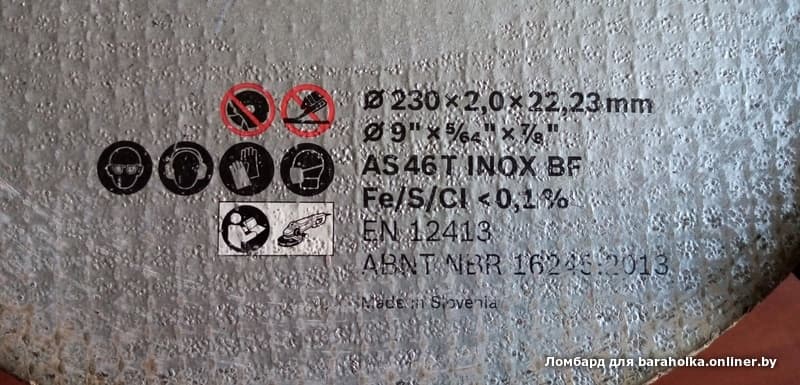 Ø 230×2,0×22,23 mm
Ø 9"×5/64"×7/8"
AS 46T INOX BF
Fe/S/Cl <0,1%
EN 12413
ABNT NBR 16245:2013
Made in Slovenia
Ломбард для baraholka.onliner.by